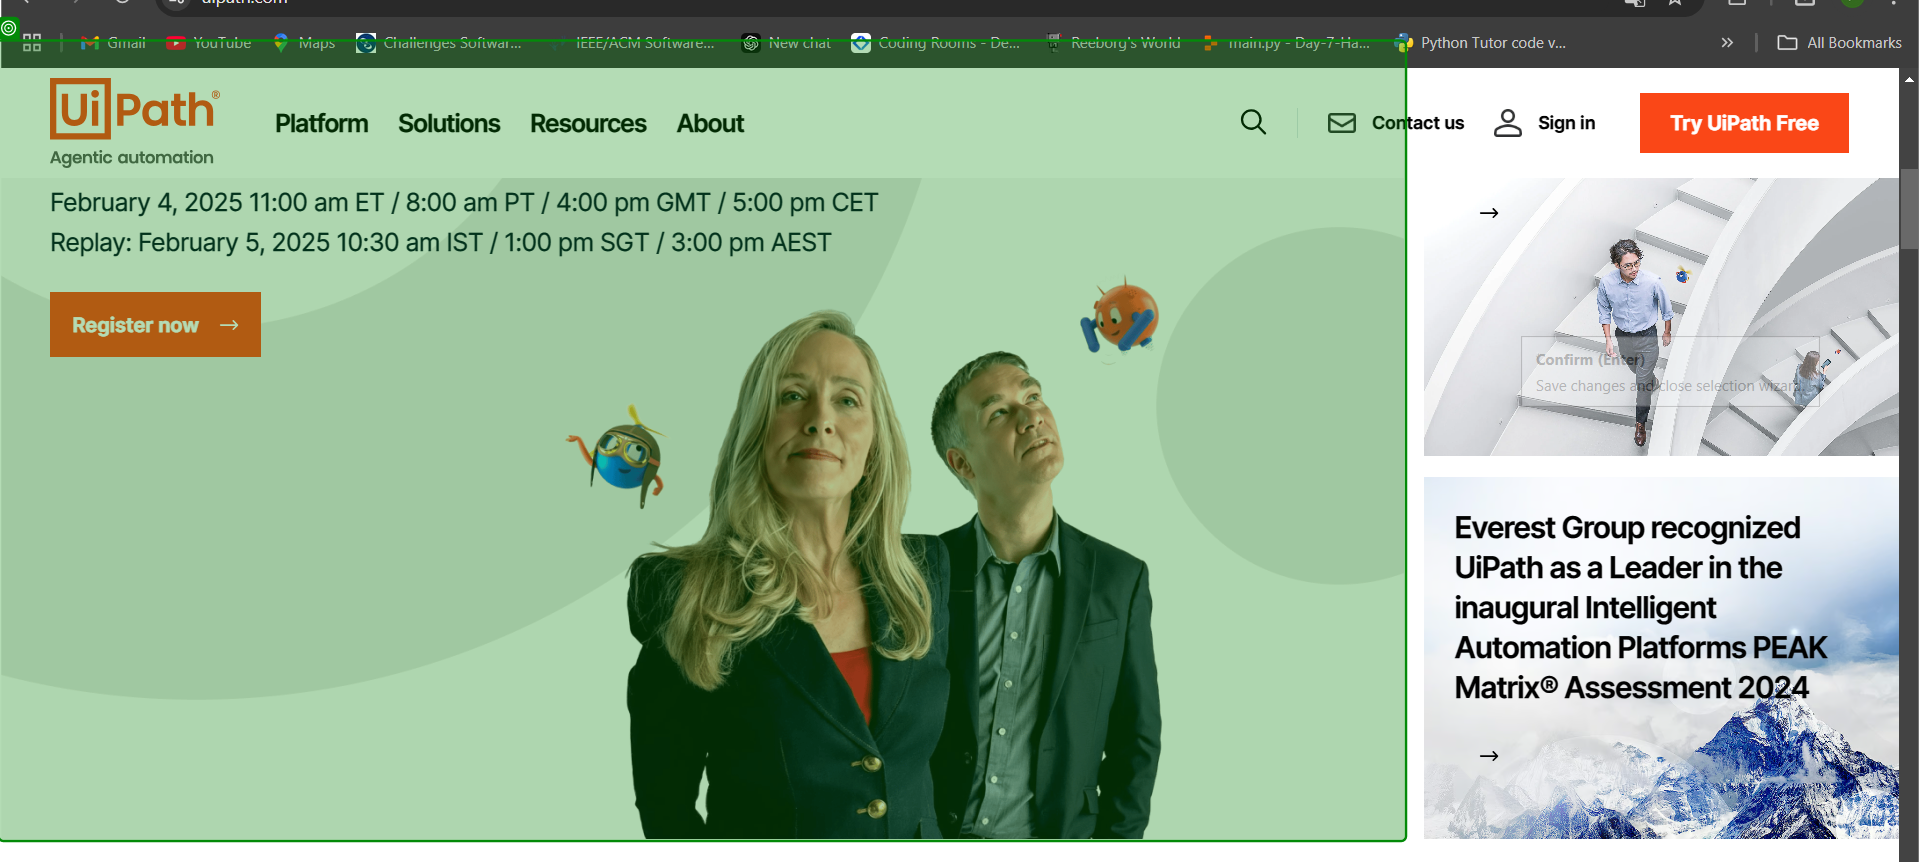 Gmail
YouTube
Maps
Challenges Softwar...
IEEE/ACM Software...
New chat
Coding Rooms - De...
Reeborg's World
main.py - Day-7-Ha...
Python Tutor code v...
All Bookmarks
UiPath®
Agentic automation
Platform
Solutions
Resources
About
Contact us
Sign in
Try UiPath Free
February 4, 2025 11:00 am ET / 8:00 am PT / 4:00 pm GMT / 5:00 pm CET
Replay: February 5, 2025 10:30 am IST / 1:00 pm SGT / 3:00 pm AEST
Register now
Confirm (Enter)
Save changes and close selection wizard.
Everest Group recognized
UiPath as a Leader in the
inaugural Intelligent
Automation Platforms PEAK
Matrix® Assessment 2024